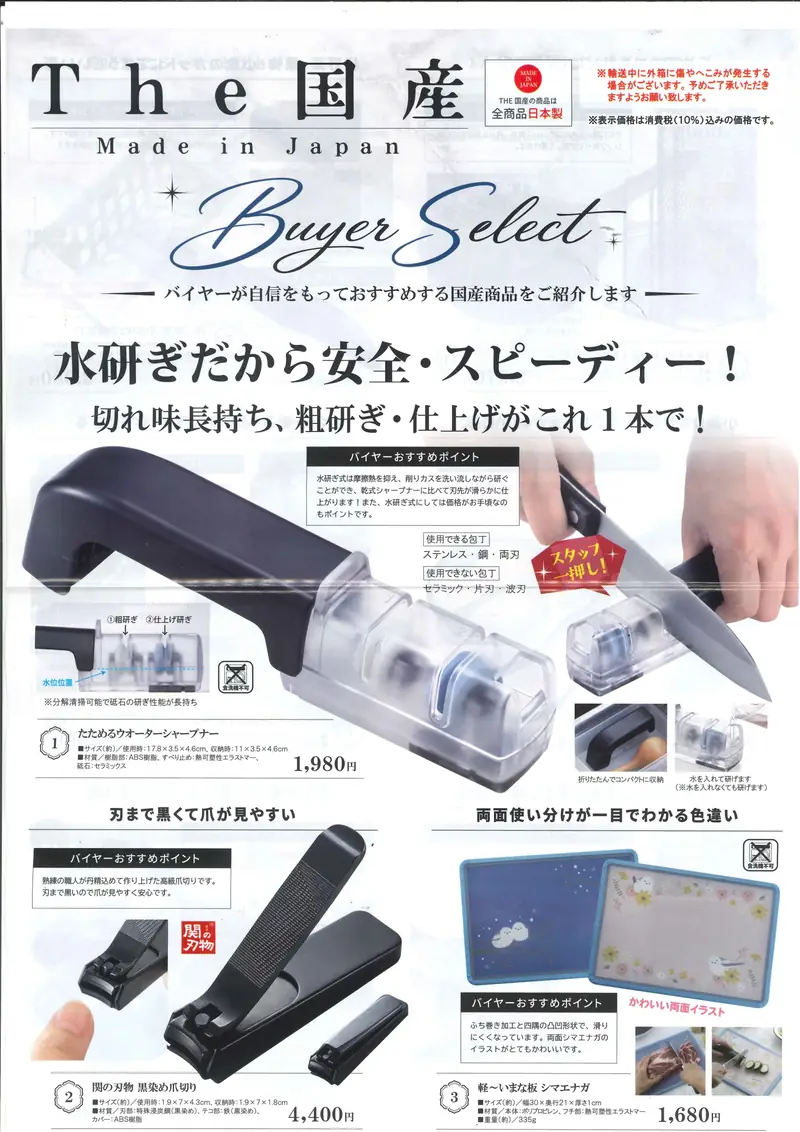 The国産
Made in Japan
MADE IN JAPAN
THE 国産の商品は
全商品日本製
※輸送中に外箱に傷やへこみが発生する
場合がございます。予めご了承いただき
ますようお願い致します。
※表示価格は消費税(10%)込みの価格です。
Buyer Select
バイヤーが自信をもっておすすめする国産商品をご紹介します
水研ぎだから安全・スピーディー!
切れ味長持ち、粗研ぎ・仕上げがこれ1本で!
バイヤーおすすめポイント
水研ぎ式は摩擦熱を抑え、削りカスを洗い流しながら研ぐ
ことができ、乾式シャープナーに比べて刃先が滑らかに仕
上がります!また、水研ぎ式にしては価格がお手頃なの
もポイントです。
使用できる包丁
ステンレス・鋼・両刃
使用できない包丁
セラミック・片刃・波刃
スタッフ
一押し!
①粗研ぎ ②仕上げ研ぎ
水位位置
食洗機不可
※分解清掃可能で砥石の研ぎ性能が長持ち
折りたたんでコンパクトに収納
水を入れて研げます
(※水を入れなくても研げます)
1
たためるウオーターシャープナー
■サイズ(約)/使用時:17.8×3.5×4.6cm、収納時:11×3.5×4.6cm
■材質/樹脂部:ABS樹脂、すべり止め:熱可塑性エラストマー、
砥石:セラミックス
1,980円
刃まで黒くて爪が見やすい
バイヤーおすすめポイント
熟練の職人が丹精込めて作り上げた高級爪切りです。
刃まで黒いので爪が見やすく安心です。
関の刃物
2
関の刃物 黒染め爪切り
■サイズ(約)/使用時:1.9×7×4.3cm、収納時:1.9×7×1.8cm
■材質/刃部:特殊浸炭鋼(黒染め)、テコ部:鉄(黒染め)、
カバー:ABS樹脂
4,400円
両面使い分けが一目でわかる色違い
食洗機不可
かわいい両面イラスト
バイヤーおすすめポイント
ふち巻き加工と四隅の凸凹形状で、滑り
にくくなっています。両面シマエナガの
イラストがとてもかわいいです。
3
軽〜いまな板 シマエナガ
■サイズ(約)/幅30×奥行21×厚さ1cm
■材質/本体:ポリプロピレン、フチ部:熱可塑性エラストマー
■重量(約)/335g
1,680円